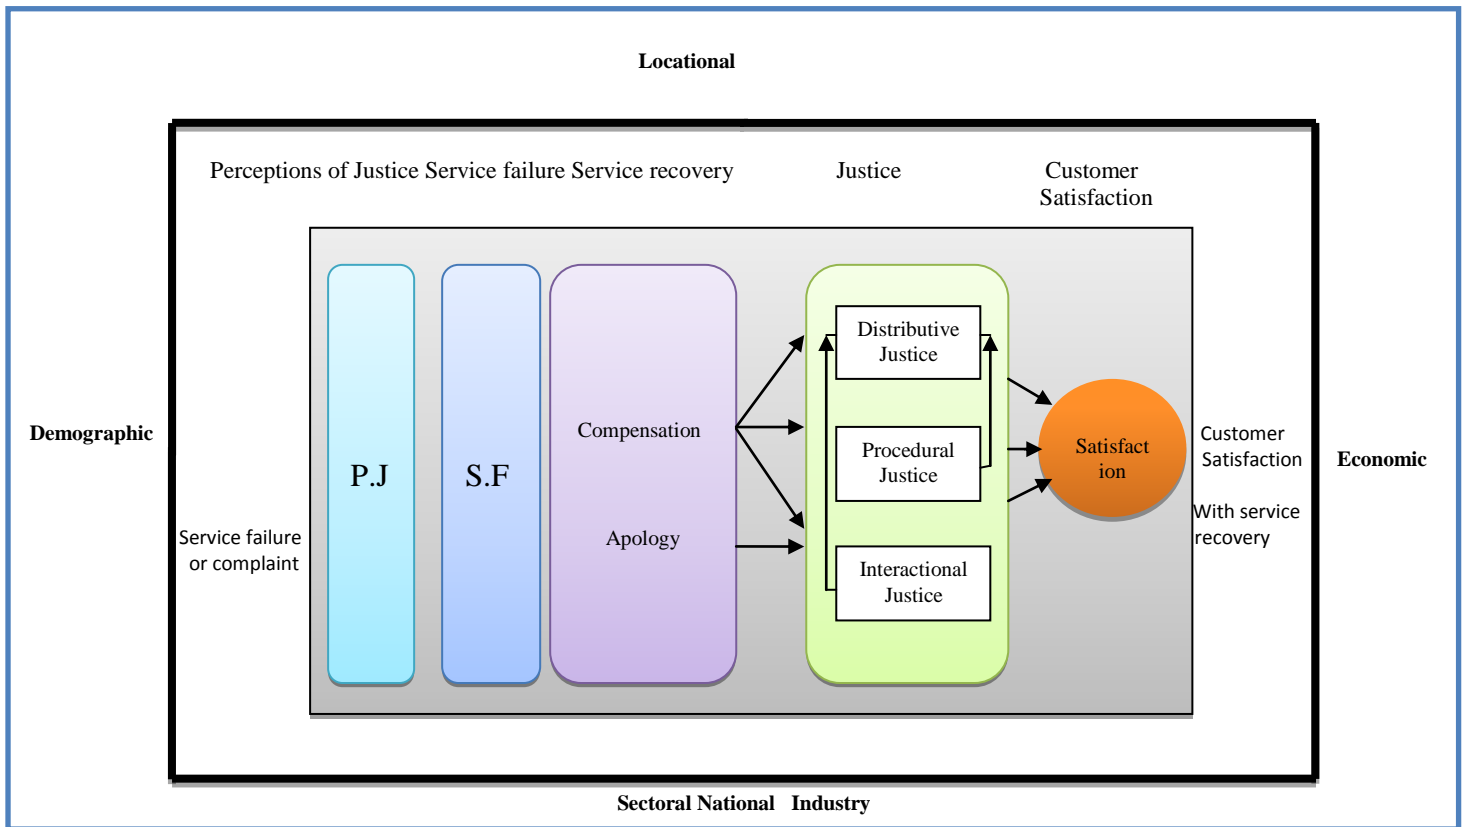 Locational
Perceptions of Justice Service failure Service recovery
Justice
Customer
Satisfaction
Demographic
Service failure
or complaint
P.J
S.F
Compensation
Apology
Distributive
Justice
Procedural
Justice
Interactional
Justice
Satisfact
ion
Customer
Satisfaction
With service
recovery
Economic
Sectoral National Industry